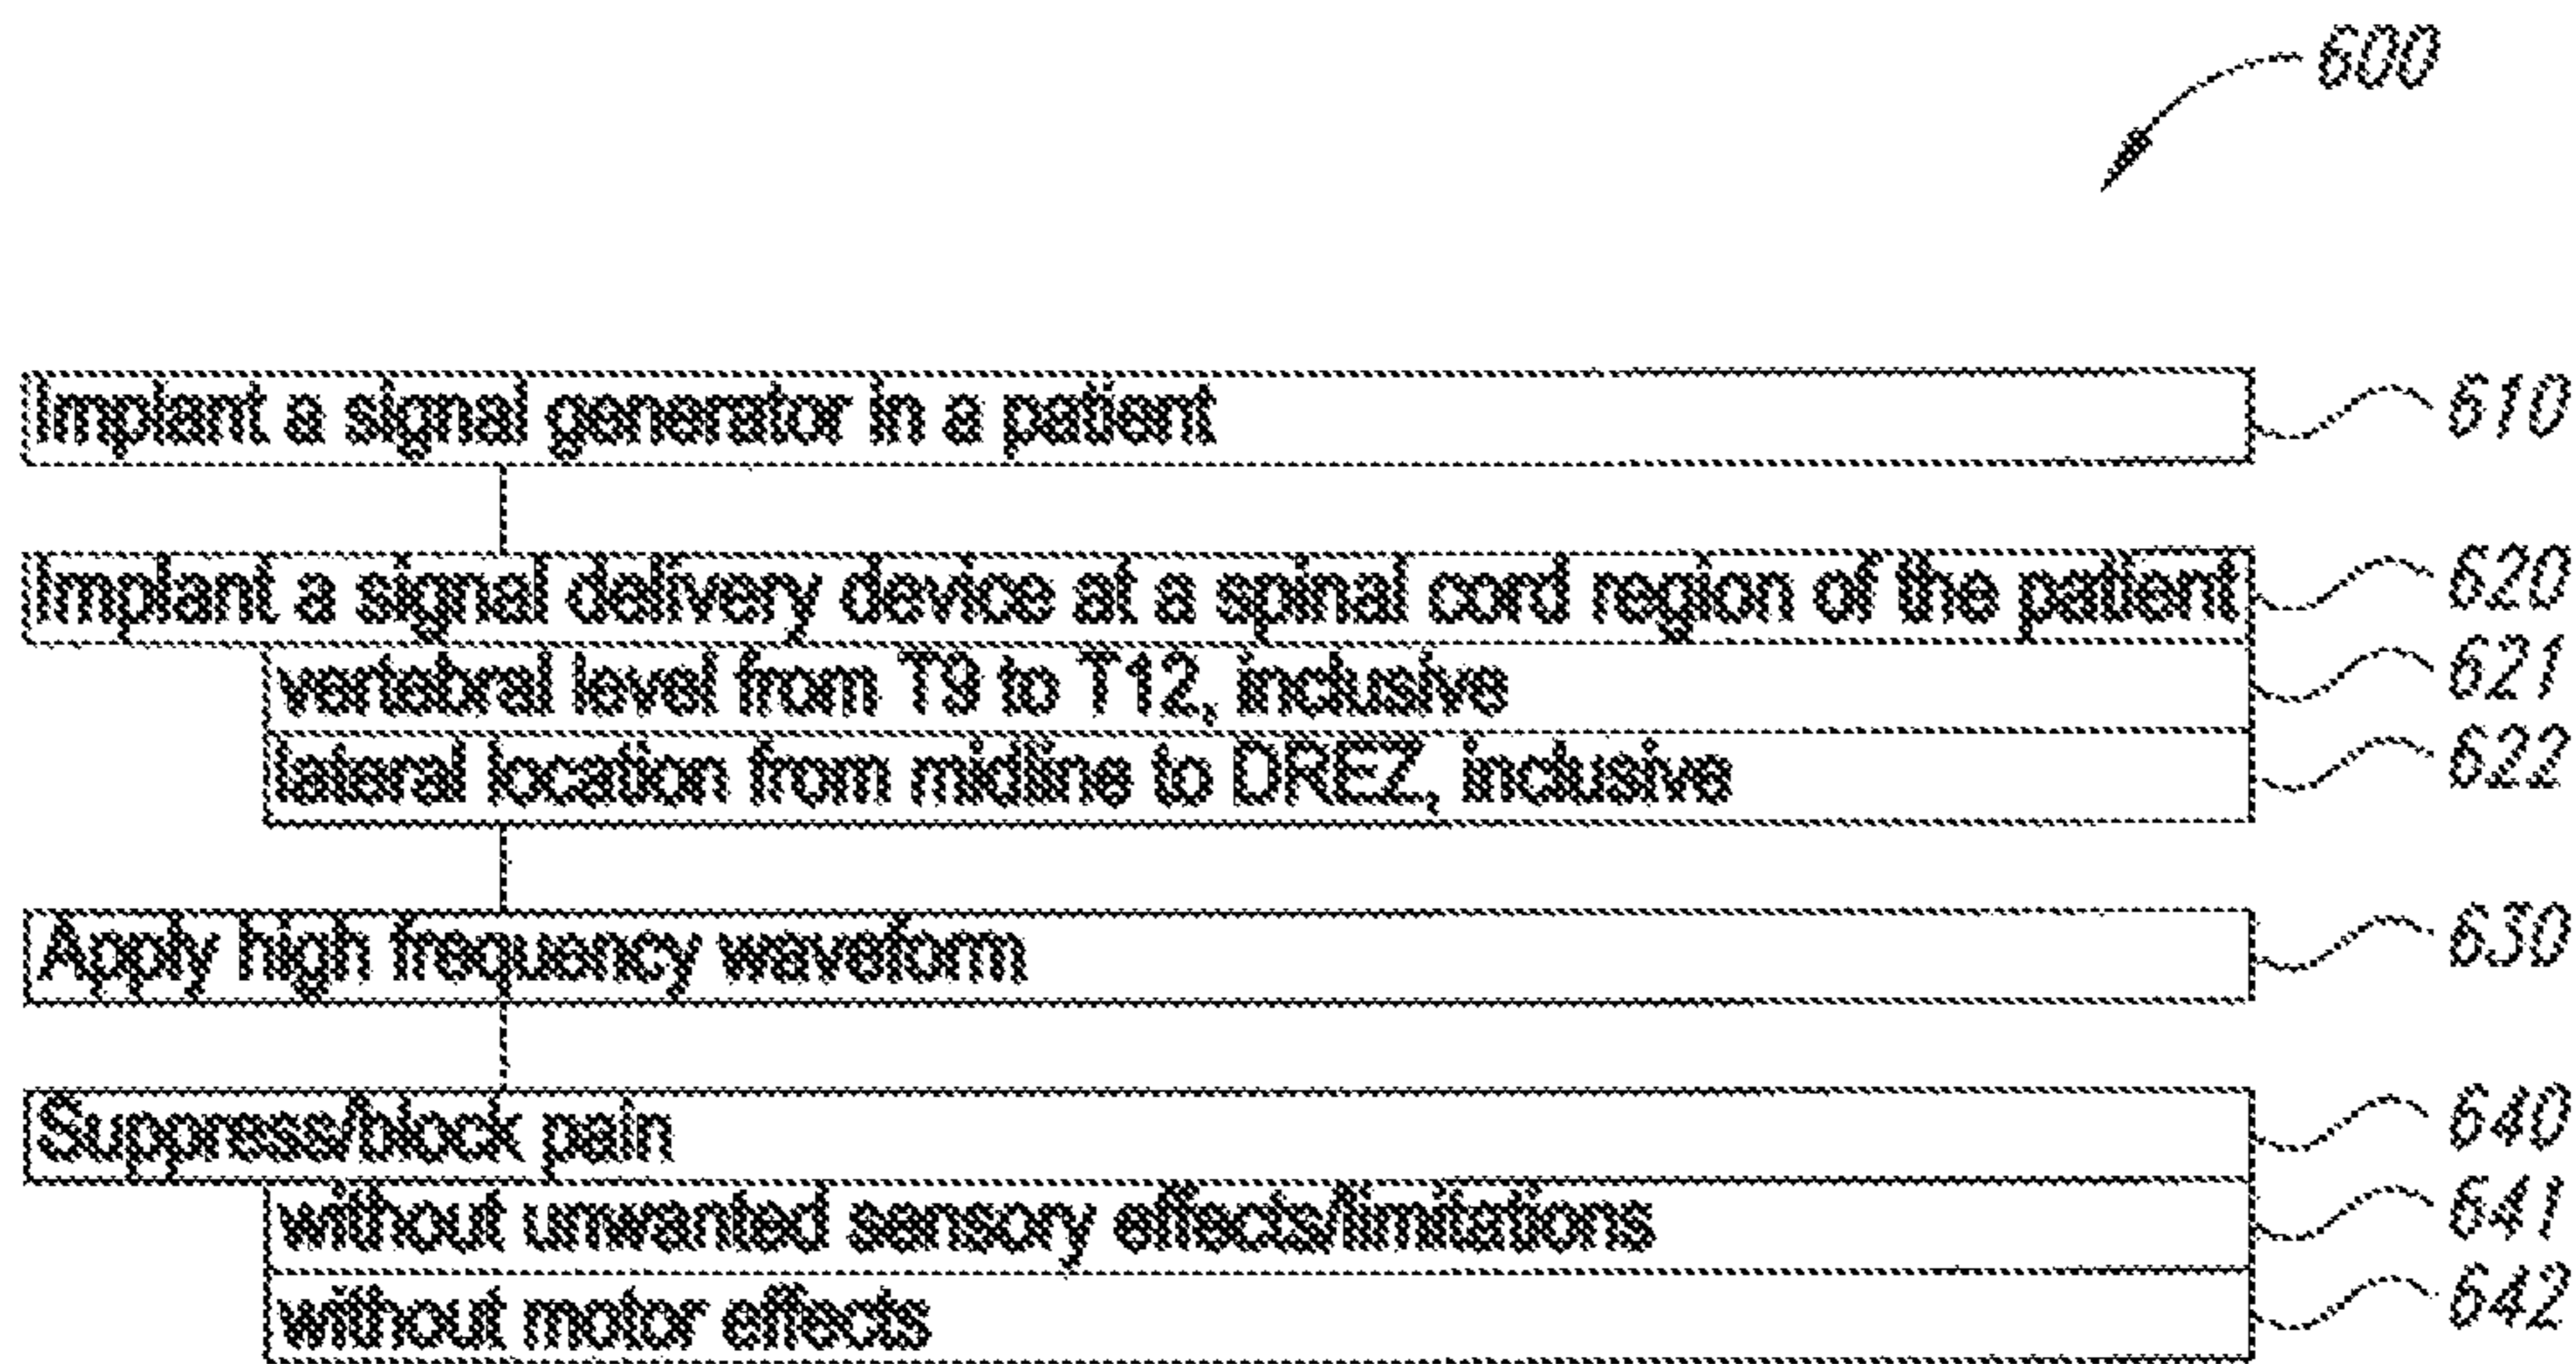 600
Implant a signal generator in a patient 610
Implant a signal delivery device at a spinal cord region of the patient 620
vertebral level from T9 to T12, inclusive 621
lateral location from midline to DREZ, inclusive 622
Apply high frequency waveform 630
Suppress/block pain 640
without unwanted sensory effects/limitations 641
without motor effects 642